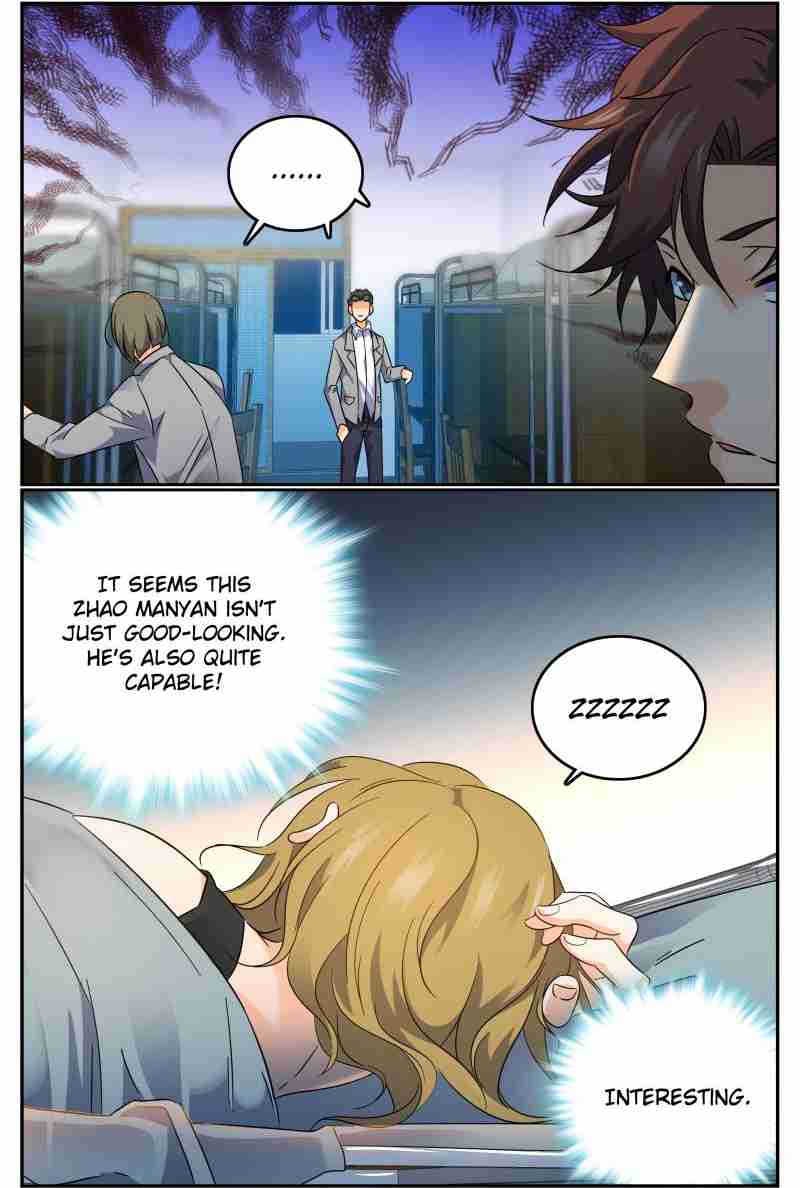 ......
IT SEEMS THIS
ZHAO MANYAN ISN'T
JUST GOOD-LOOKING.
HE'S ALSO QUITE
CAPABLE!
ZZZZZZ
INTERESTING.